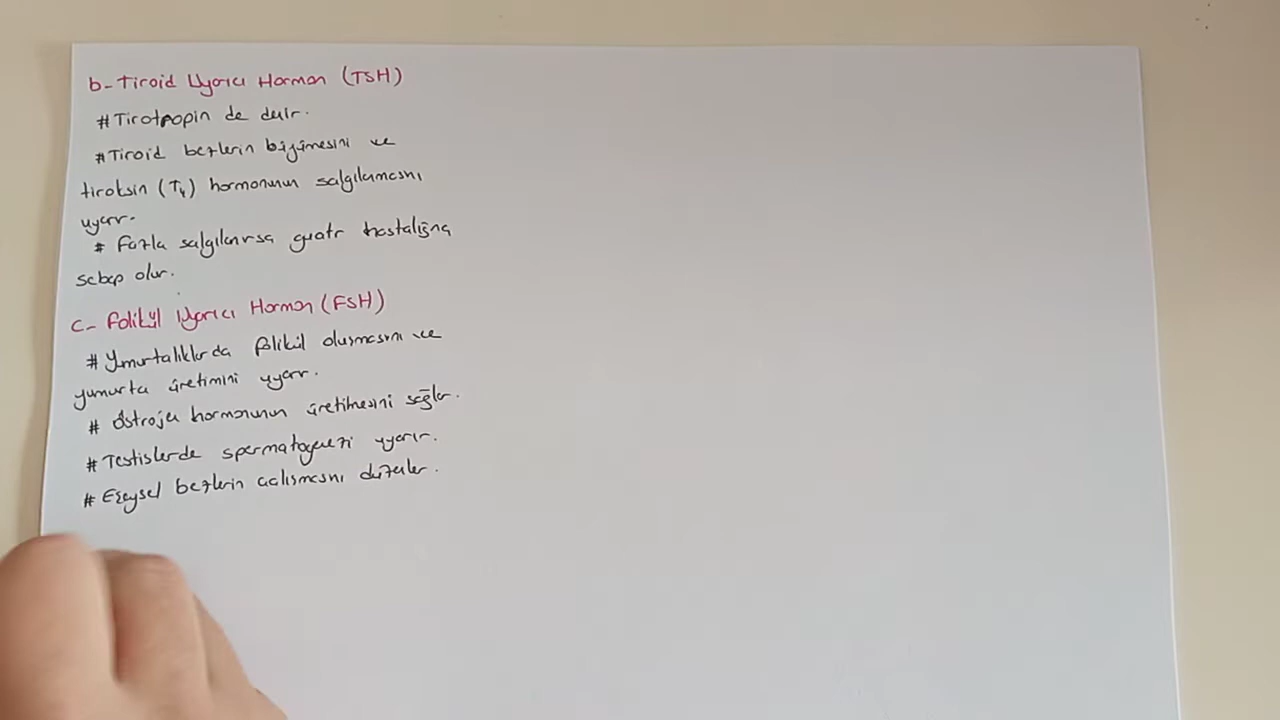 b- Tiroid Uyarıcı Hormon (TSH)
# Tirotropin de denir.
# Tiroid bezlerin büyümesini ve
tiroksin (T4) hormonunun salgılanmasını
uyarır.
# Fazla salgılanırsa guatr hastalığına
sebep olur.
c- Folikül Uyarıcı Hormon (FSH)
# Yumurtalıklarda folikül oluşmasını ve
yumurta üretimini uyarır.
# Östrojen hormonunun üretilmesini sağlar.
# Testislerde spermatogenezi uyarır.
# Eşeysel bezlerin çalışmasını düzenler.